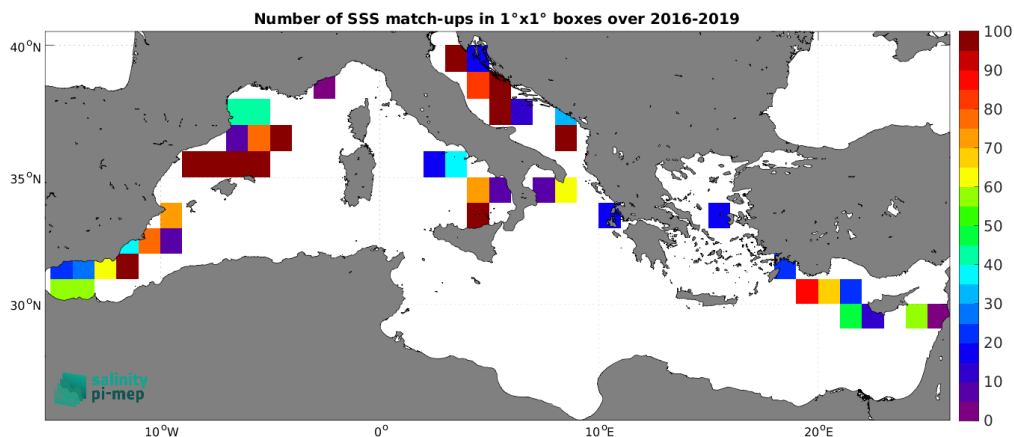 Number of SSS match-ups in 1°x1° boxes over 2016-2019
40°N
35°N
30°N
10°W
0°
10°E
20°E
100
90
80
70
60
50
40
30
20
10
0
salinity
pi-mep